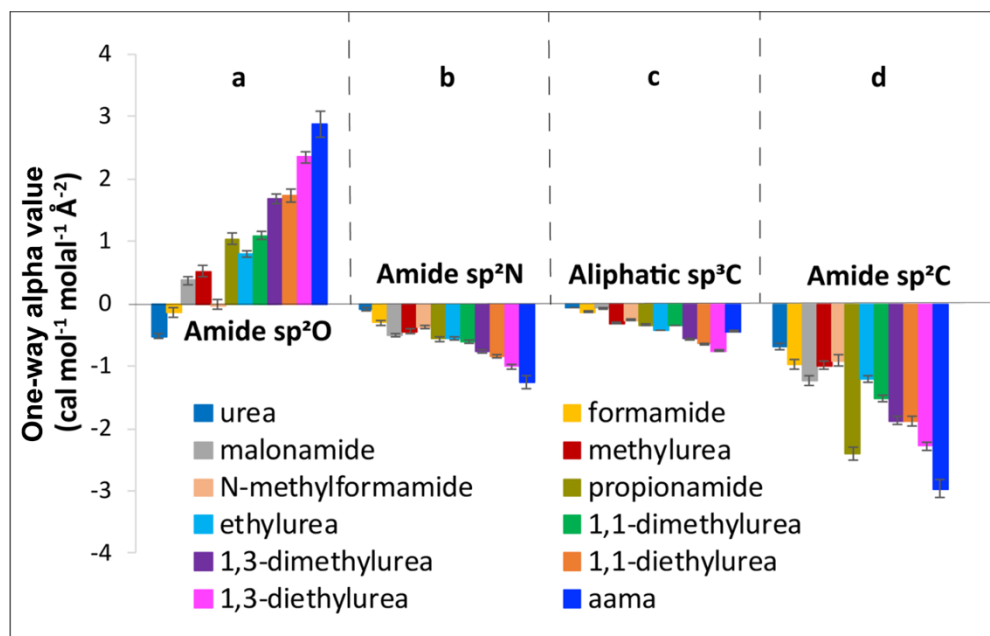 a b c d
One-way alpha value
(cal mol⁻¹ molal⁻¹ Å⁻²)
4
3
2
1
0
-1
-2
-3
-4
Amide sp²O
Amide sp²N
Aliphatic sp³C
Amide sp²C
urea formamide
malonamide methylurea
N-methylformamide propionamide
ethylurea 1,1-dimethylurea
1,3-dimethylurea 1,1-diethylurea
1,3-diethylurea aama